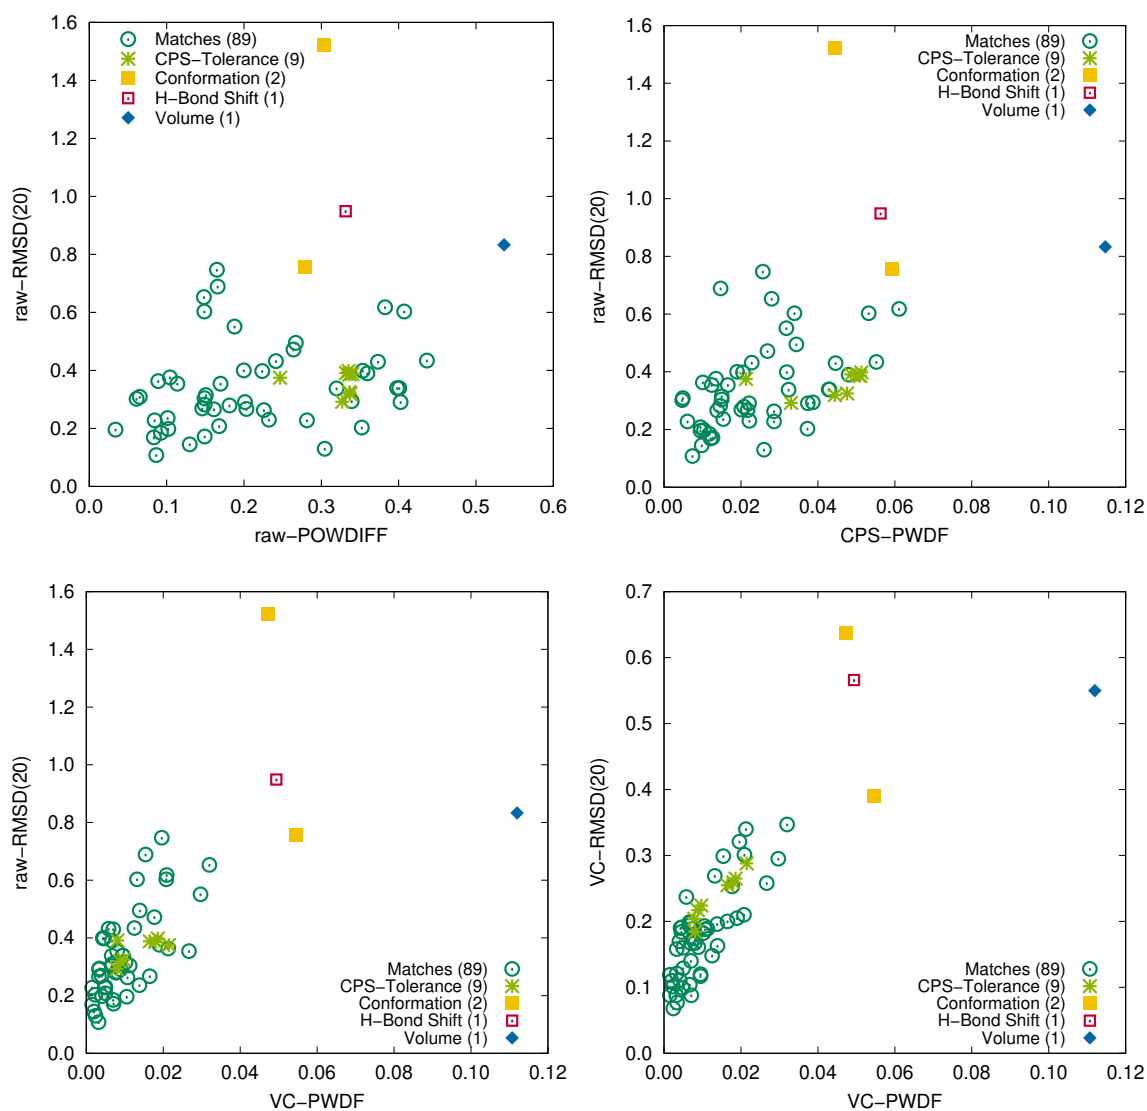 1.6
1.4
1.2
1.0
0.8
0.6
0.4
0.2
0.0
raw−RMSD(20)
Matches (89)
CPS−Tolerance (9)
Conformation (2)
H−Bond Shift (1)
Volume (1)
0.0 0.1 0.2 0.3 0.4 0.5 0.6
raw−POWDIFF
1.6
1.4
1.2
1.0
0.8
0.6
0.4
0.2
0.0
raw−RMSD(20)
Matches (89)
CPS−Tolerance (9)
Conformation (2)
H−Bond Shift (1)
Volume (1)
0.00 0.02 0.04 0.06 0.08 0.10 0.12
CPS−PWDF
1.6
1.4
1.2
1.0
0.8
0.6
0.4
0.2
0.0
raw−RMSD(20)
Matches (89)
CPS−Tolerance (9)
Conformation (2)
H−Bond Shift (1)
Volume (1)
0.00 0.02 0.04 0.06 0.08 0.10 0.12
VC−PWDF
0.7
0.6
0.5
0.4
0.3
0.2
0.1
0.0
VC−RMSD(20)
Matches (89)
CPS−Tolerance (9)
Conformation (2)
H−Bond Shift (1)
Volume (1)
0.00 0.02 0.04 0.06 0.08 0.10 0.12
VC−PWDF